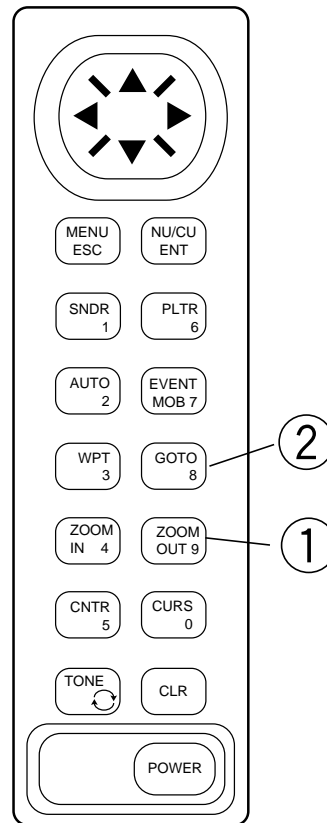 MENU
ESC
NU/CU
ENT
SNDR
1
PLTR
6
AUTO
2
EVENT
MOB 7
WPT
3
GOTO
8
②
ZOOM
IN 4
ZOOM
OUT 9
①
CNTR
5
CURS
0
TONE
CLR
POWER